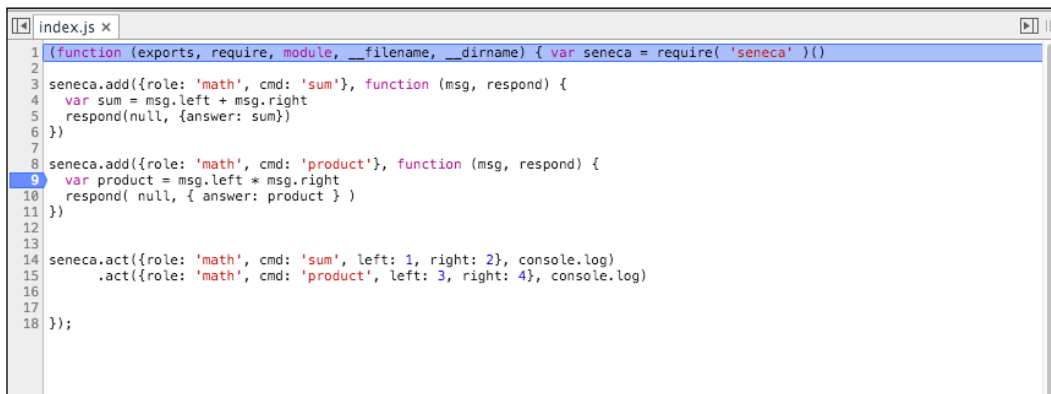 index.js ×
1 (function (exports, require, module, __filename, __dirname) { var seneca = require( 'seneca' )()
2
3 seneca.add({role: 'math', cmd: 'sum'}, function (msg, respond) {
4   var sum = msg.left + msg.right
5   respond(null, {answer: sum})
6 })
7
8 seneca.add({role: 'math', cmd: 'product'}, function (msg, respond) {
9   var product = msg.left * msg.right
10   respond( null, { answer: product } )
11 })
12
13
14 seneca.act({role: 'math', cmd: 'sum', left: 1, right: 2}, console.log)
15       .act({role: 'math', cmd: 'product', left: 3, right: 4}, console.log)
16
17
18 });